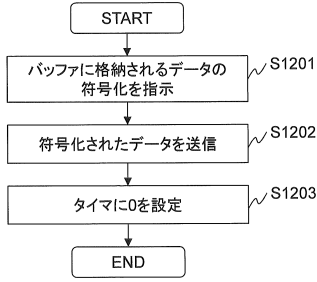 START
バッファに格納されるデータの
符号化を指示
S1201
符号化されたデータを送信
S1202
タイマに0を設定
S1203
END